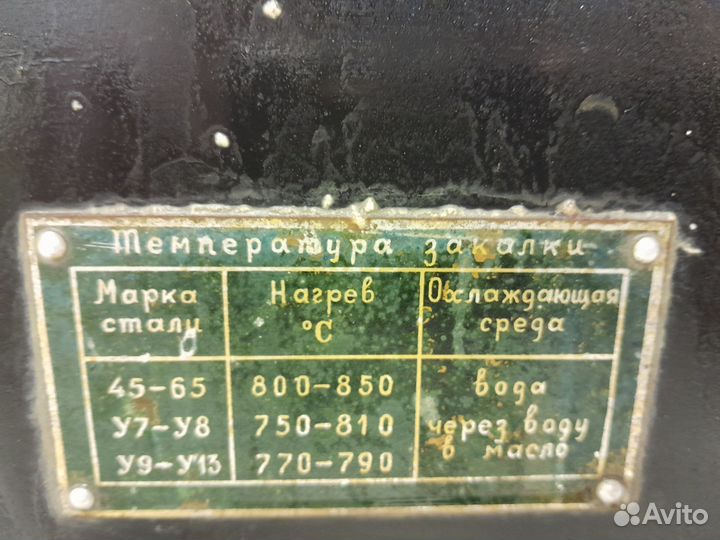 Температура закалки
Марка стали Нагрев °С Охлаждающая среда
45-65 800-850 вода
У7-У8 750-810 через воду в масло
У9-У13 770-790
Avito